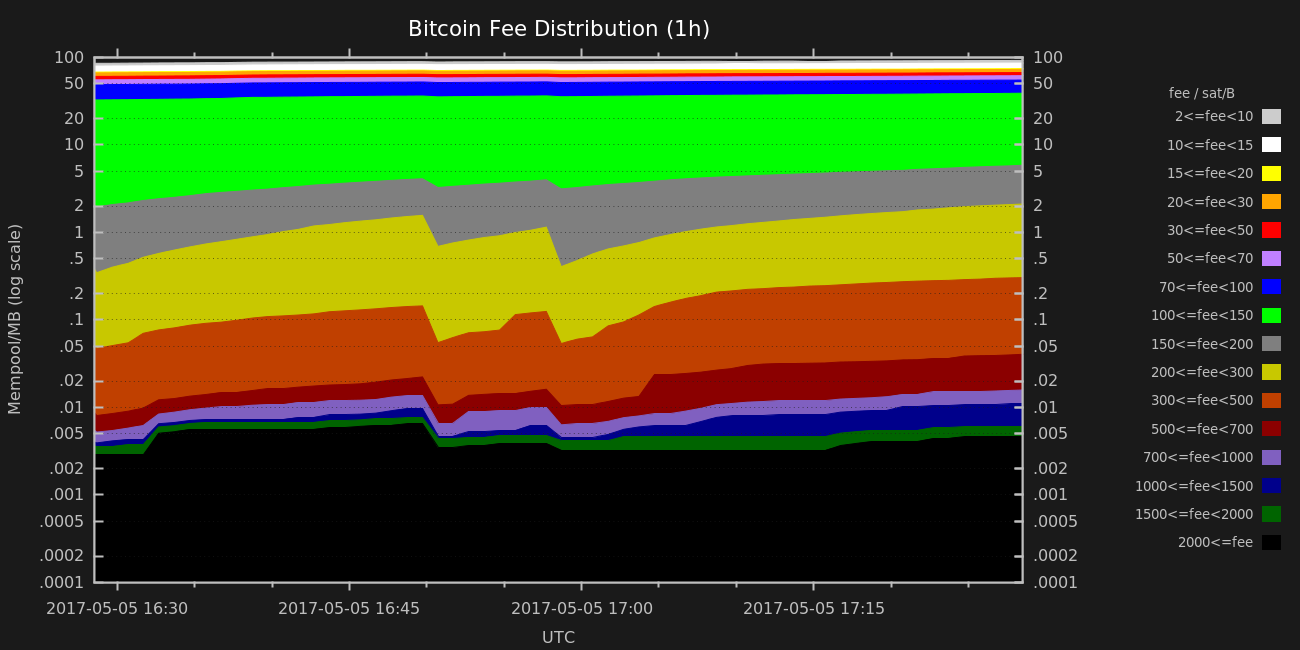 Bitcoin Fee Distribution (1h)
Mempool/MB (log scale)
100
50
20
10
5
2
1
.5
.2
.1
.05
.02
.01
.005
.002
.001
.0005
.0002
.0001
100
50
20
10
5
2
1
.5
.2
.1
.05
.02
.01
.005
.002
.001
.0005
.0002
.0001
2017-05-05 16:30 2017-05-05 16:45 2017-05-05 17:00 2017-05-05 17:15
UTC
fee / sat/B
2<=fee<10
10<=fee<15
15<=fee<20
20<=fee<30
30<=fee<50
50<=fee<70
70<=fee<100
100<=fee<150
150<=fee<200
200<=fee<300
300<=fee<500
500<=fee<700
700<=fee<1000
1000<=fee<1500
1500<=fee<2000
2000<=fee